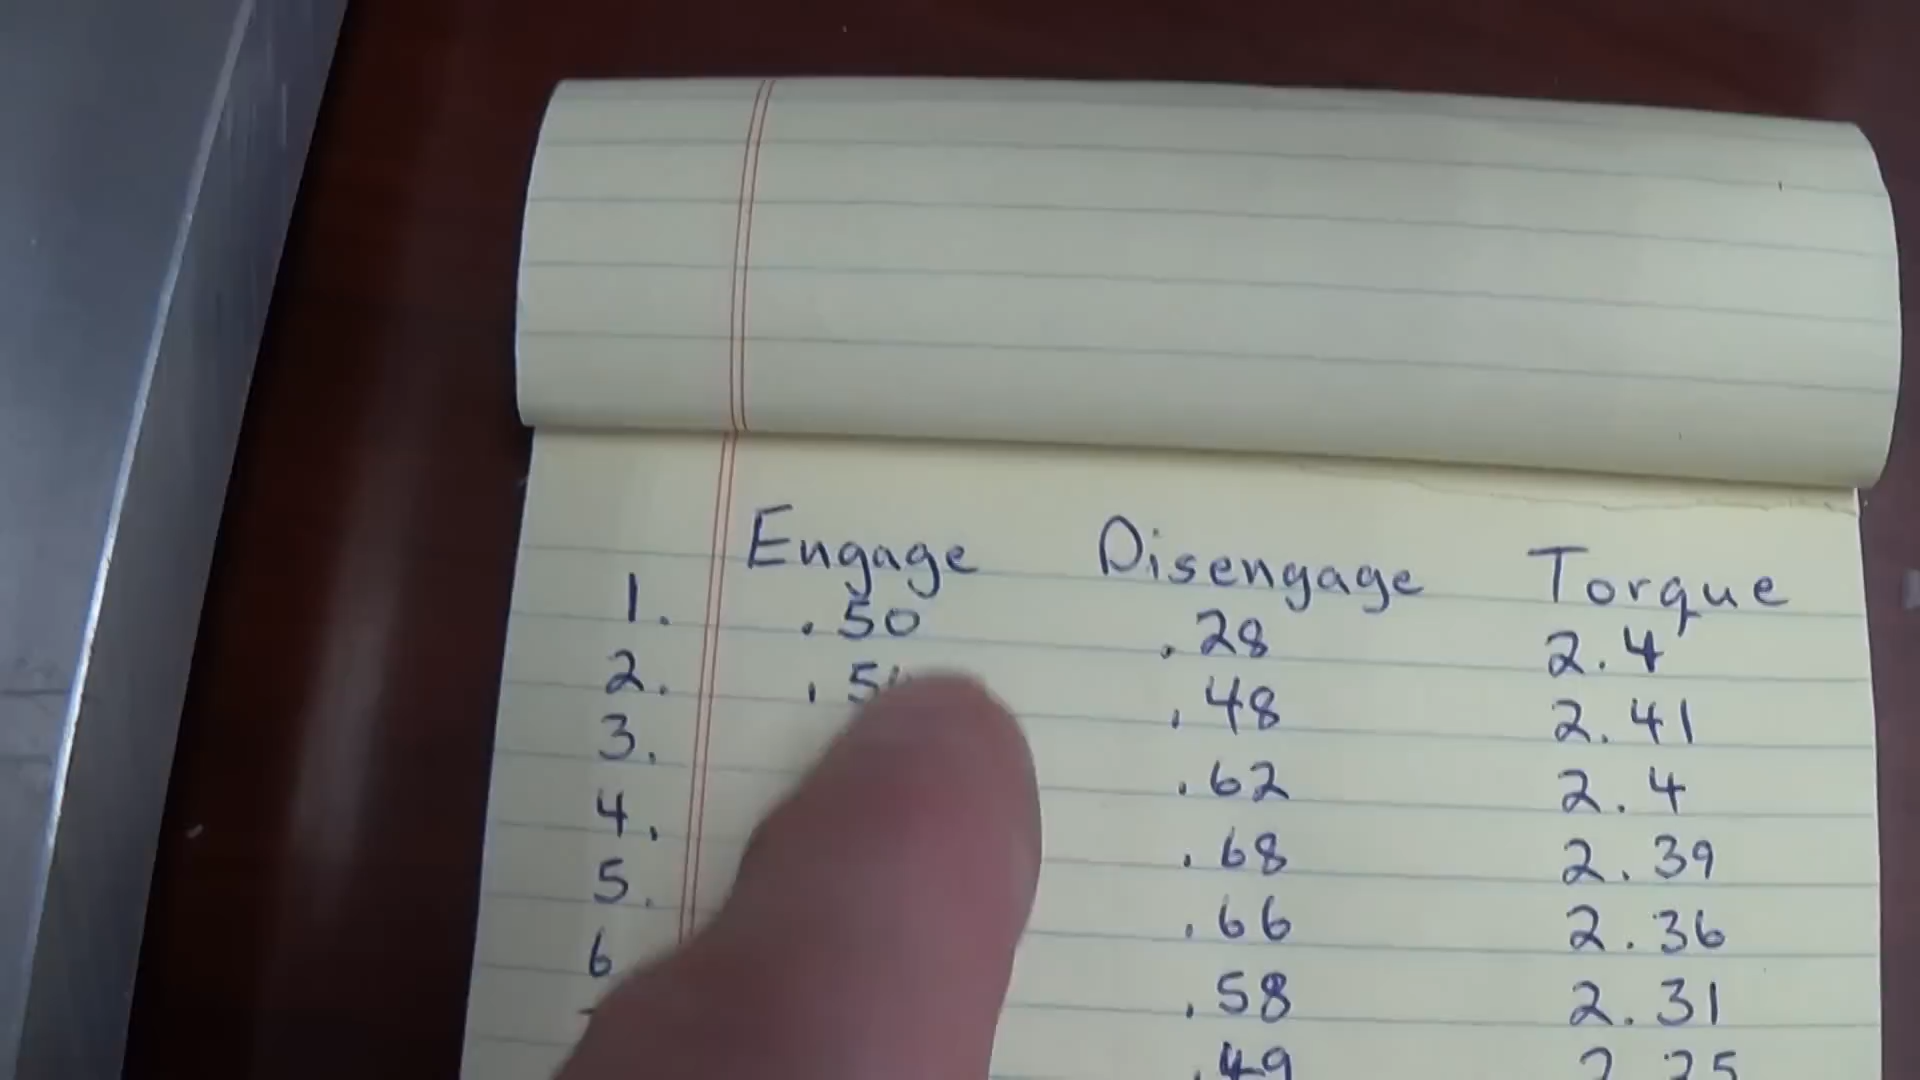 Engage Disengage Torque
1. .50 .28 2.4
2. .48 2.41
3. .62 2.4
4. .68 2.39
5. .66 2.36
6 .58 2.31
.49